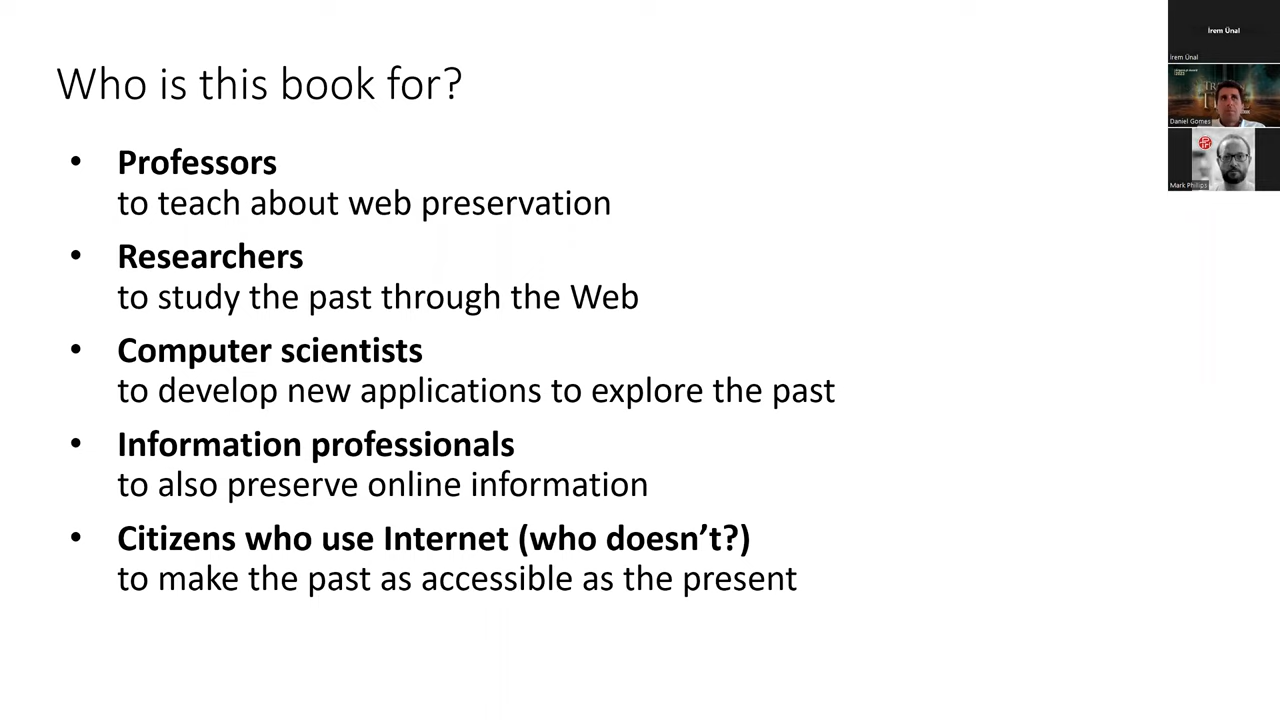 Who is this book for?
• Professors
to teach about web preservation
• Researchers
to study the past through the Web
• Computer scientists
to develop new applications to explore the past
• Information professionals
to also preserve online information
• Citizens who use Internet (who doesn’t?)
to make the past as accessible as the present
İrem Ünal
İrem Ünal
Daniel Gomes
Mark Phillips